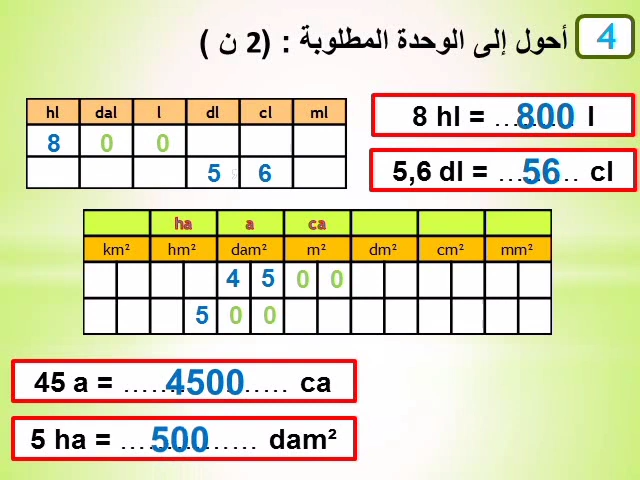 4 أحول إلى الوحدة المطلوبة : (2 ن )
hl dal l dl cl ml
8 0 0
5 6
8 hl = ......800.. l
5,6 dl = ...56.... cl
ha a ca
km² hm² dam² m² dm² cm² mm²
4 5 0 0
5 0 0
45 a = ......4500...... ca
5 ha = ....500........ dam²